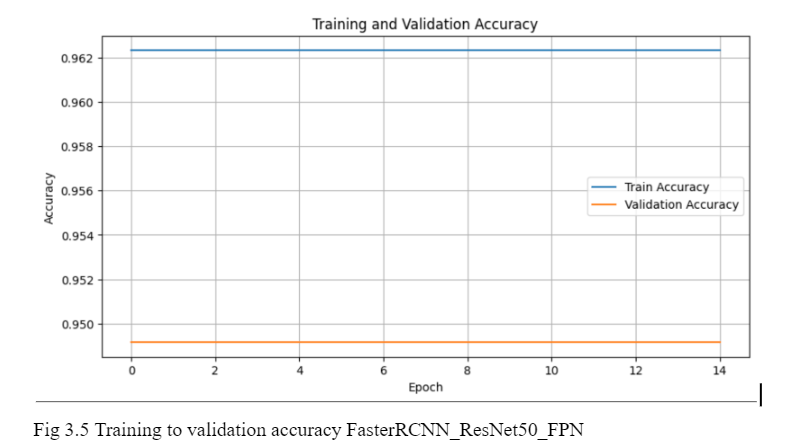 Training and Validation Accuracy
0.962
0.960
0.958
0.956
0.954
0.952
0.950
Accuracy
Train Accuracy
Validation Accuracy
0 2 4 6 8 10 12 14
Epoch
Fig 3.5 Training to validation accuracy FasterRCNN_ResNet50_FPN